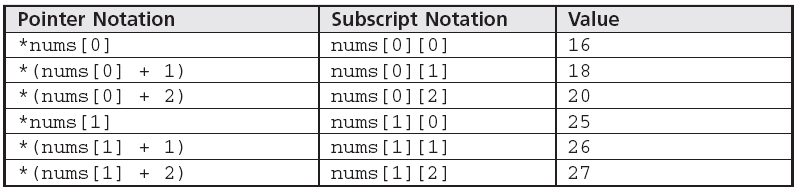 Pointer Notation Subscript Notation Value
*nums[0] nums[0][0] 16
*(nums[0] + 1) nums[0][1] 18
*(nums[0] + 2) nums[0][2] 20
*nums[1] nums[1][0] 25
*(nums[1] + 1) nums[1][1] 26
*(nums[1] + 2) nums[1][2] 27